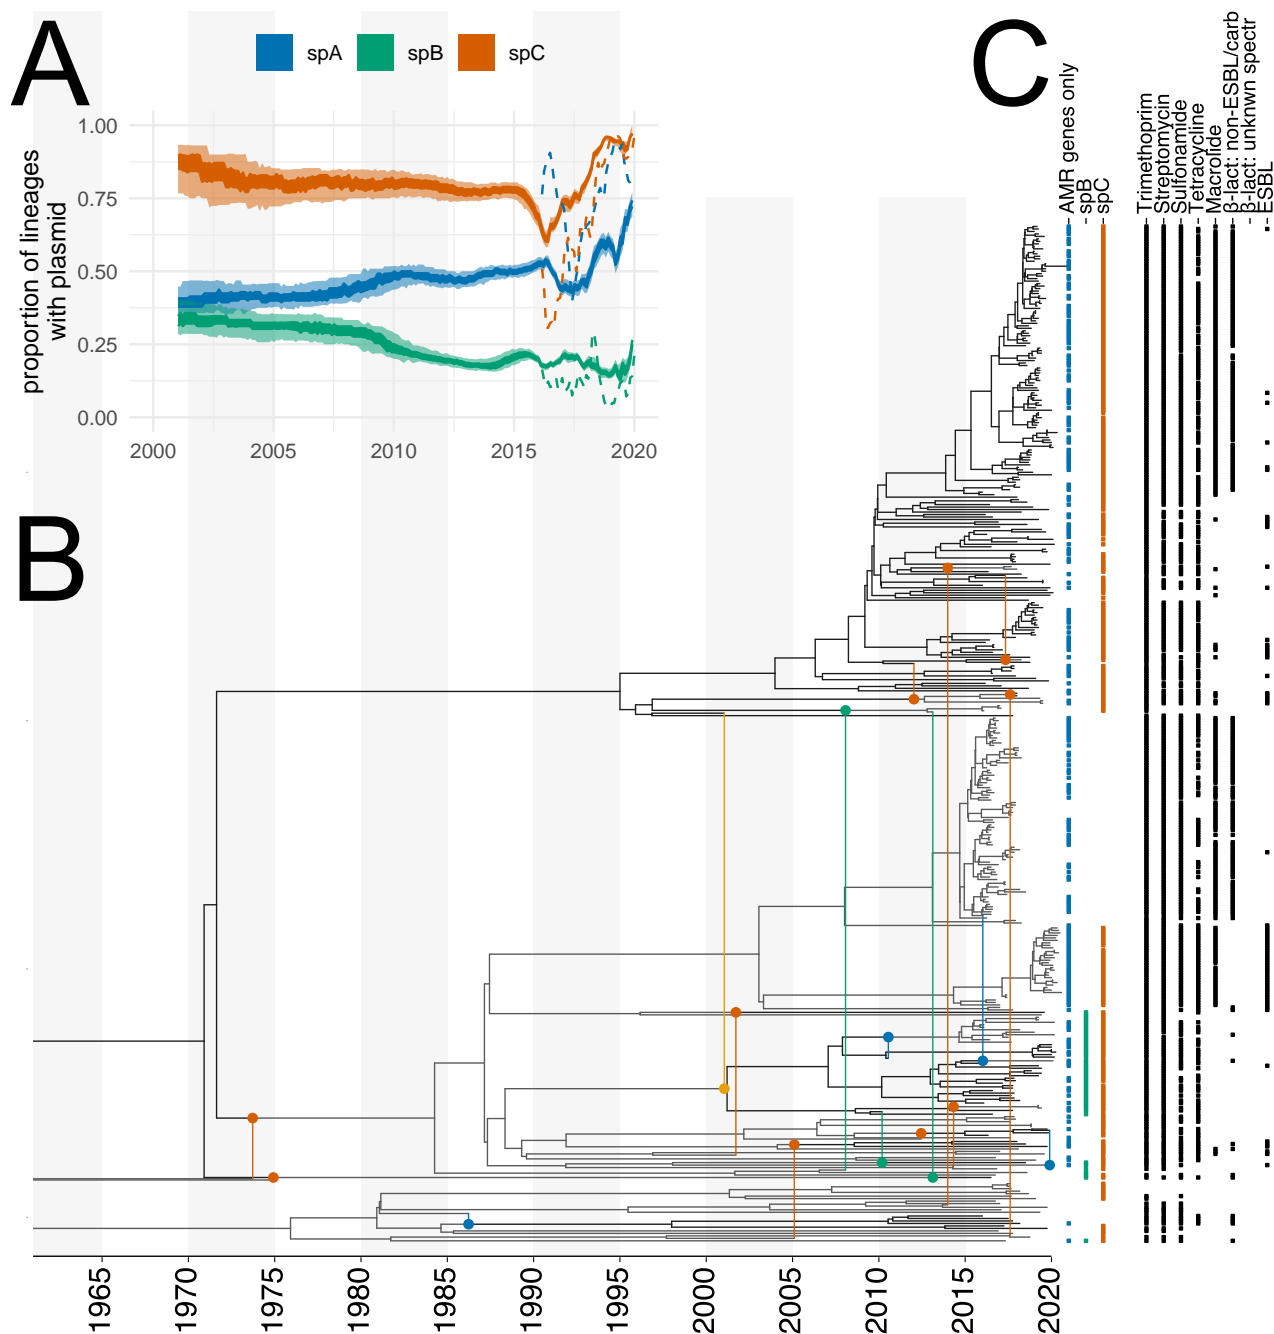 A
spA
spB
spC
proportion of lineages
with plasmid
1.00
0.75
0.50
0.25
0.00
2000
2005
2010
2015
2020
B
C
AMR genes only
spB
spC
Trimethoprim
Streptomycin
Sulfonamide
Tetracycline
Macrolide
β-lact: non-ESBL/carb
β-lact: unknwn spectr
ESBL
1965
1970
1975
1980
1985
1990
1995
2000
2005
2010
2015
2020